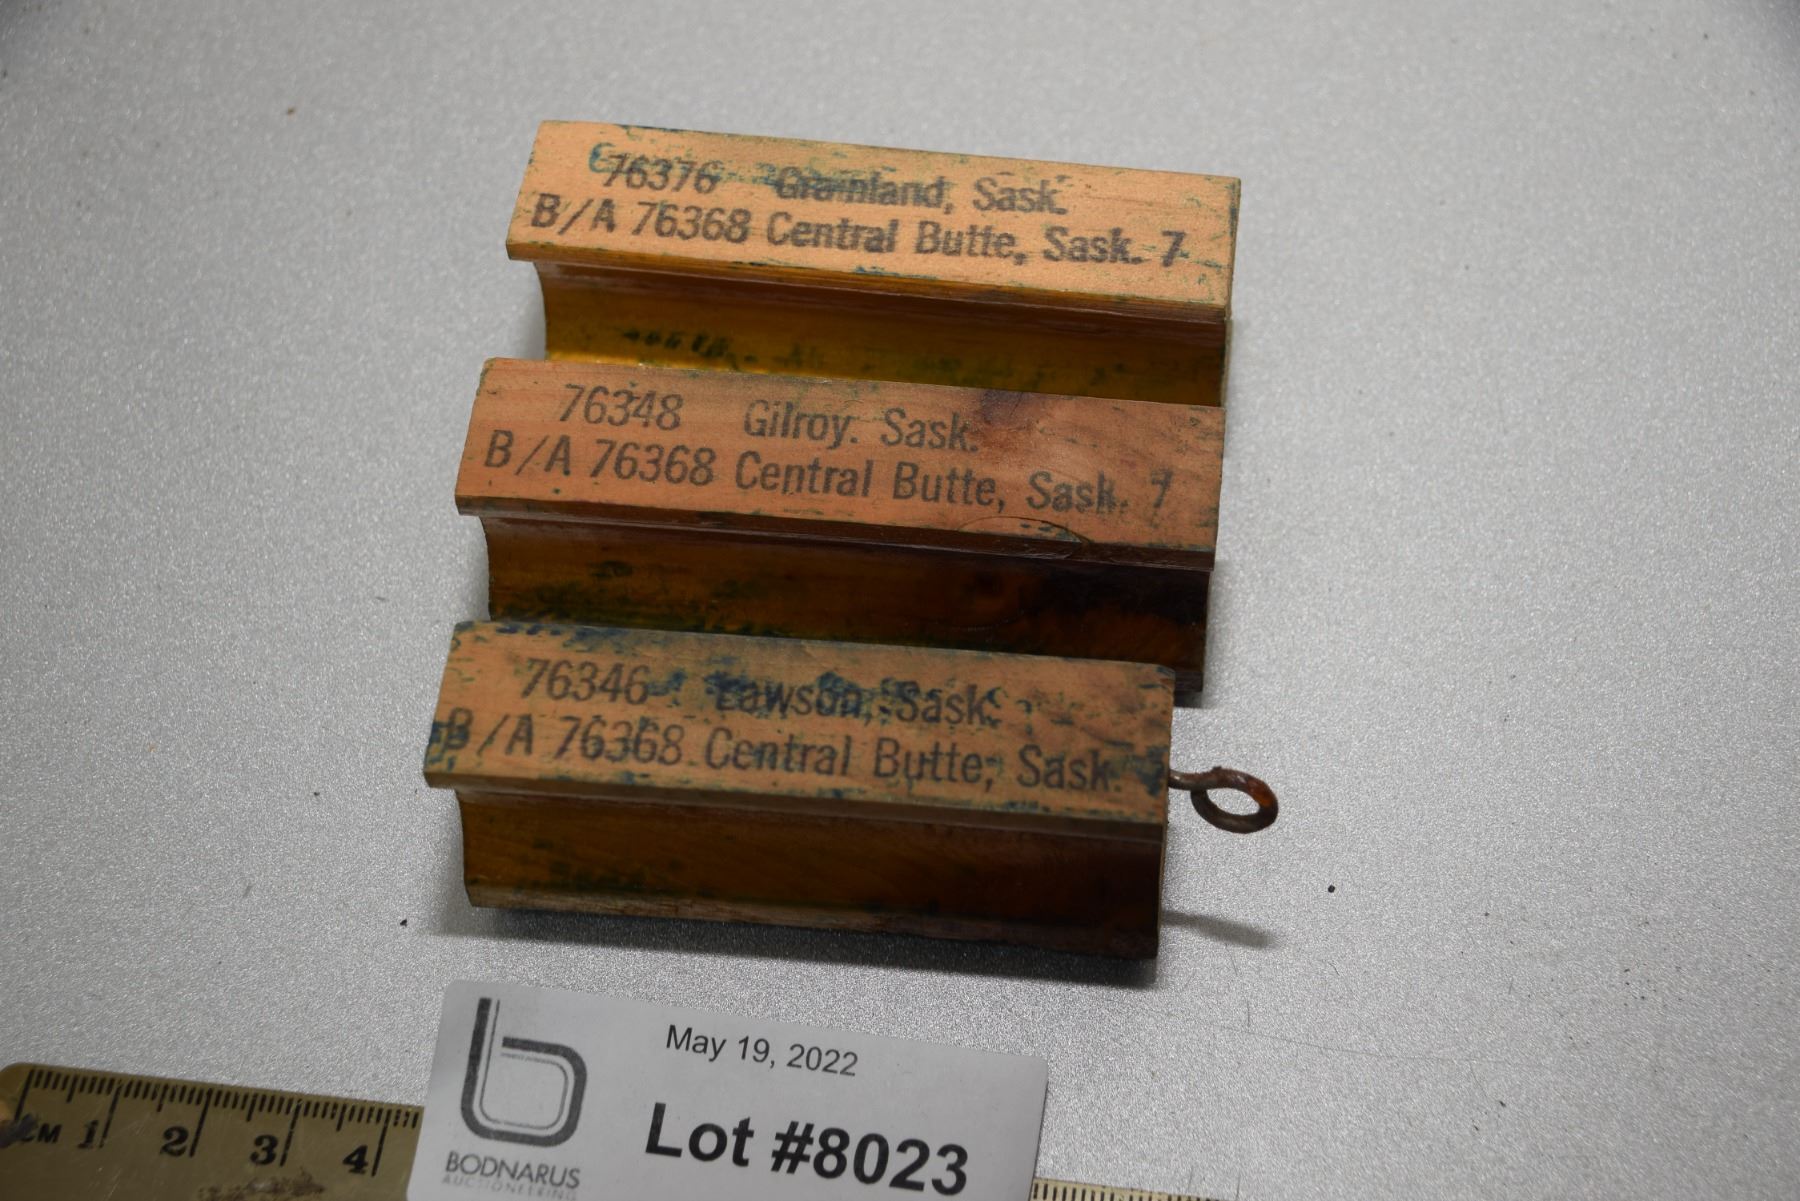 76376 Grainland, Sask.
B/A 76368 Central Butte, Sask. 7
76348 Gilroy. Sask.
B/A 76368 Central Butte, Sask. 7
76346 Lawson, Sask.
B/A 76368 Central Butte, Sask.
May 19, 2022
Lot #8023
BODNARUS
AUCTIONEERING
CM 1 2 3 4